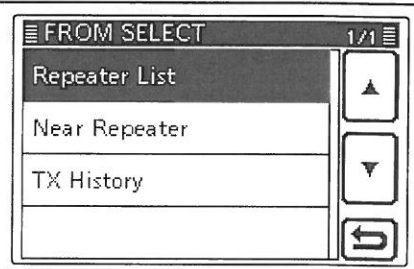 FROM SELECT 1/1
Repeater List
Near Repeater
TX History